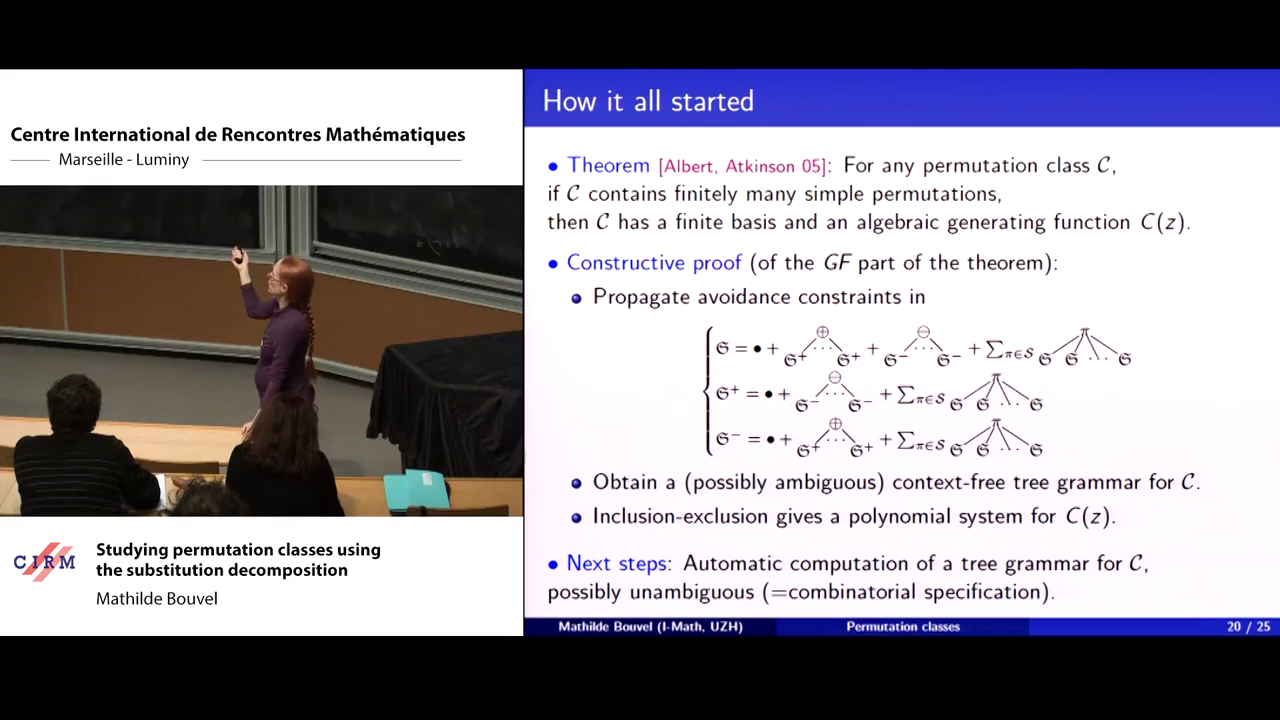 Centre International de Rencontres Mathématiques
Marseille - Luminy
CIRM
Studying permutation classes using
the substitution decomposition
Mathilde Bouvel
How it all started
• Theorem [Albert, Atkinson 05]: For any permutation class 𝒞,
if 𝒞 contains finitely many simple permutations,
then 𝒞 has a finite basis and an algebraic generating function C(z).
• Constructive proof (of the GF part of the theorem):
• Propagate avoidance constraints in
⊕ ⊖ π
𝔖 = • + 𝔖⁺ ... 𝔖⁺ + 𝔖⁻ ... 𝔖⁻ + ∑π∈𝒮 𝔖 𝔖 ... 𝔖
⊖ π
𝔖⁺ = • + 𝔖⁻ ... 𝔖⁻ + ∑π∈𝒮 𝔖 𝔖 ... 𝔖
⊕ π
𝔖⁻ = • + 𝔖⁺ ... 𝔖⁺ + ∑π∈𝒮 𝔖 𝔖 ... 𝔖
• Obtain a (possibly ambiguous) context-free tree grammar for 𝒞.
• Inclusion-exclusion gives a polynomial system for C(z).
• Next steps: Automatic computation of a tree grammar for 𝒞,
possibly unambiguous (=combinatorial specification).
Mathilde Bouvel (I-Math, UZH) Permutation classes 20 / 25